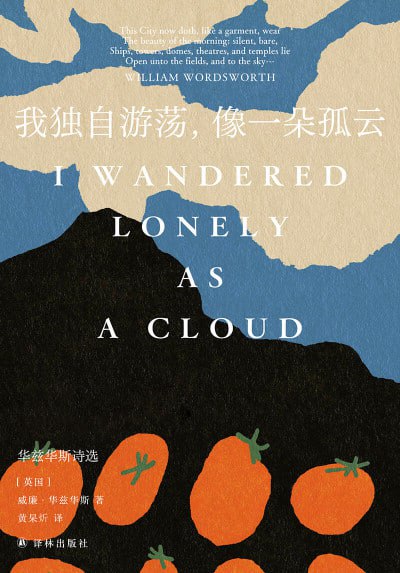 This City now doth, like a garment, wear
The beauty of the morning: silent, bare,
Ships, towers, domes, theatres, and temples lie
Open unto the fields, and to the sky…
WILLIAM WORDSWORTH
我独自游荡，像一朵孤云
I WANDERED
LONELY
AS
A CLOUD
华兹华斯诗选
[英国]
威廉·华兹华斯 著
黄杲炘 译
译林出版社